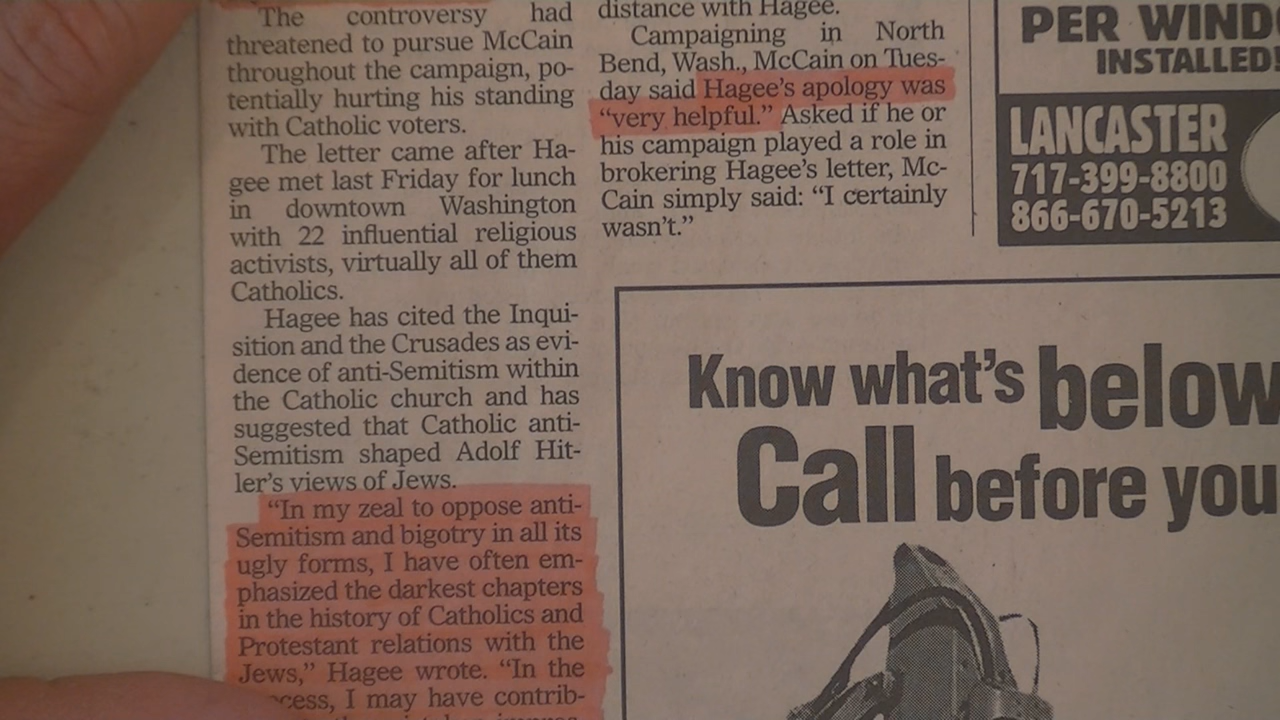 The controversy had
threatened to pursue McCain
throughout the campaign, po-
tentially hurting his standing
with Catholic voters.
The letter came after Ha-
gee met last Friday for lunch
in downtown Washington
with 22 influential religious
activists, virtually all of them
Catholics.
Hagee has cited the Inqui-
sition and the Crusades as evi-
dence of anti-Semitism within
the Catholic church and has
suggested that Catholic anti-
Semitism shaped Adolf Hit-
ler's views of Jews.
"In my zeal to oppose anti-
Semitism and bigotry in all its
ugly forms, I have often em-
phasized the darkest chapters
in the history of Catholics and
Protestant relations with the
Jews," Hagee wrote. "In the
cess, I may have contrib-
distance with Hagee.
Campaigning in North
Bend, Wash., McCain on Tues-
day said Hagee's apology was
"very helpful." Asked if he or
his campaign played a role in
brokering Hagee's letter, Mc-
Cain simply said: "I certainly
wasn't."
PER WIND
INSTALLED!
LANCASTER
717-399-8800
866-670-5213
Know what's below
Call before you